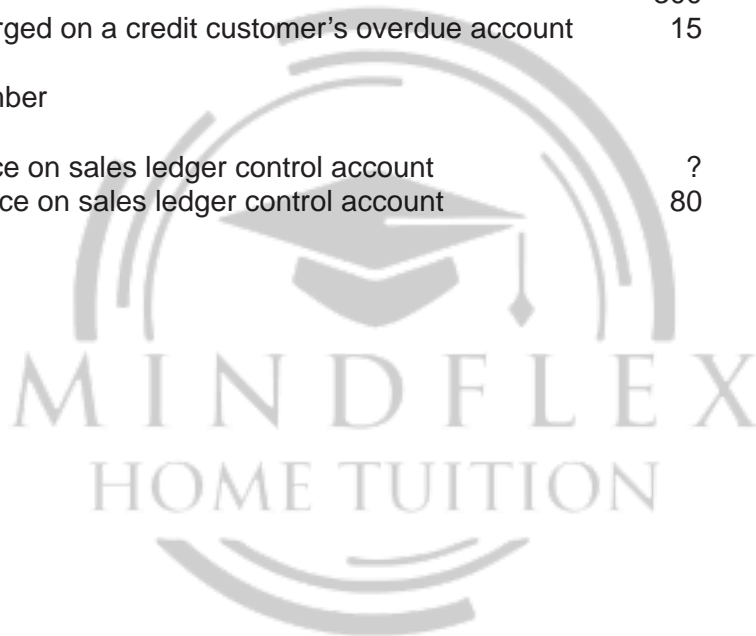 rged on a credit customer’s overdue account 15
nber
ce on sales ledger control account ?
ce on sales ledger control account 80
MINDFLEX
HOME TUITION